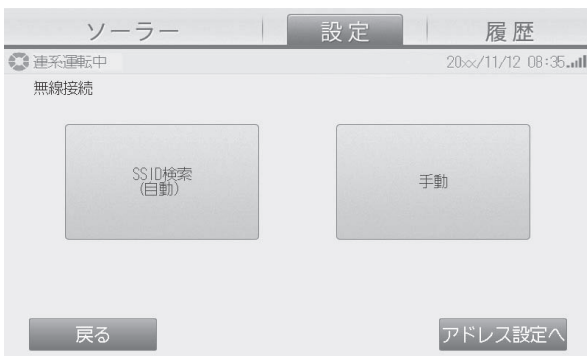 ソーラー
設定
履歴
連系運転中
20××/11/12 08:35
無線接続
SSID検索
(自動)
手動
戻る
アドレス設定へ